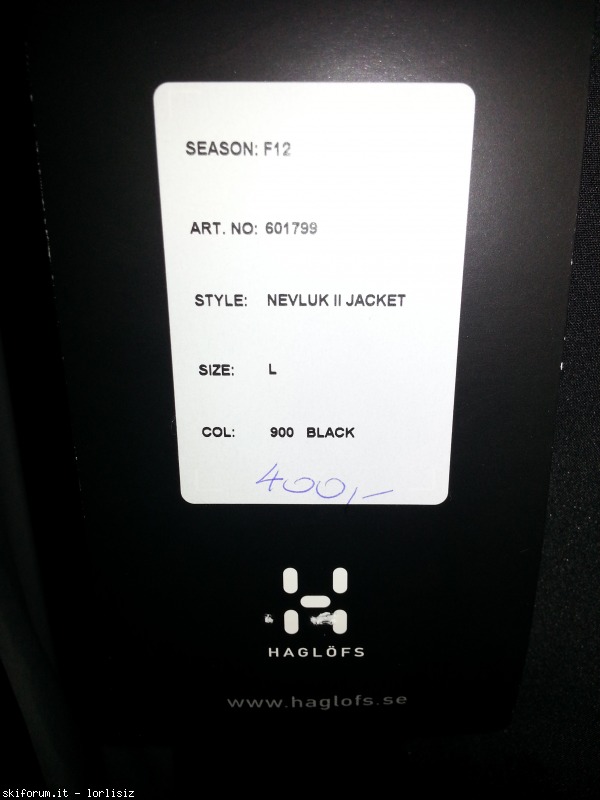 SEASON: F12
ART. NO: 601799
STYLE: NEVLUK II JACKET
SIZE: L
COL: 900 BLACK
400,-
HAGLÖFS
www.haglofs.se
skiforum.it - lorlisiz